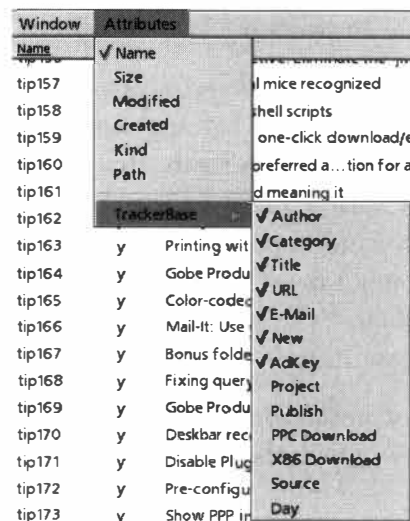 Window Attributes
Name
✓ Name
Size
Modified
Created
Kind
Path
TrackerBase
✓ Author
✓ Category
✓ Title
✓ URL
✓ E-Mail
✓ New
✓ AdKey
Project
Publish
PPC Download
X86 Download
Source
Day
tip157 l mice recognized
tip158 hell scripts
tip159 one-click download/e
tip160 preferred a...tion for a
tip161 d meaning it
tip162
tip163 y Printing wit
tip164 y Gobe Produ
tip165 y Color-coded
tip166 y Mail-It: Use
tip167 y Bonus folde
tip168 y Fixing query
tip169 y Gobe Produ
tip170 y Deskbar rec
tip171 y Disable Plug
tip172 y Pre-configu
tip173 y Show PPP in